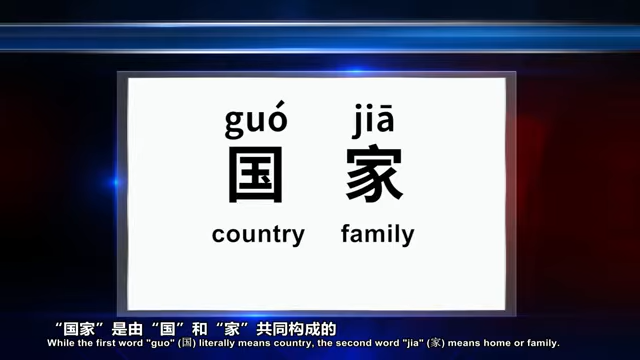 guó jiā
国 家
country family
“国家”是由“国”和“家”共同构成的
While the first word "guo" (国) literally means country, the second word "jia" (家) means home or family.